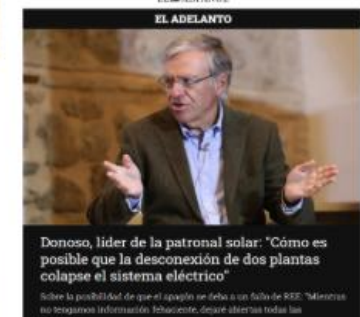 EL ADELANTO
Donoso, líder de la patronal solar: "Cómo es
posible que la desconexión de dos plantas
colapse el sistema eléctrico"
Sobre la posibilidad de que el apagón se deba a un fallo de REE: "Mientras
no tengamos información fehaciente, dejaré abiertas todas las